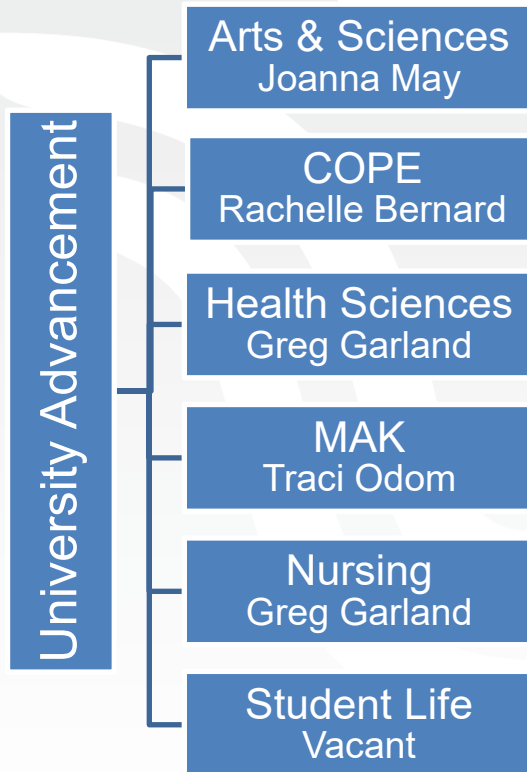 University Advancement
Arts & Sciences
Joanna May
COPE
Rachelle Bernard
Health Sciences
Greg Garland
MAK
Traci Odom
Nursing
Greg Garland
Student Life
Vacant